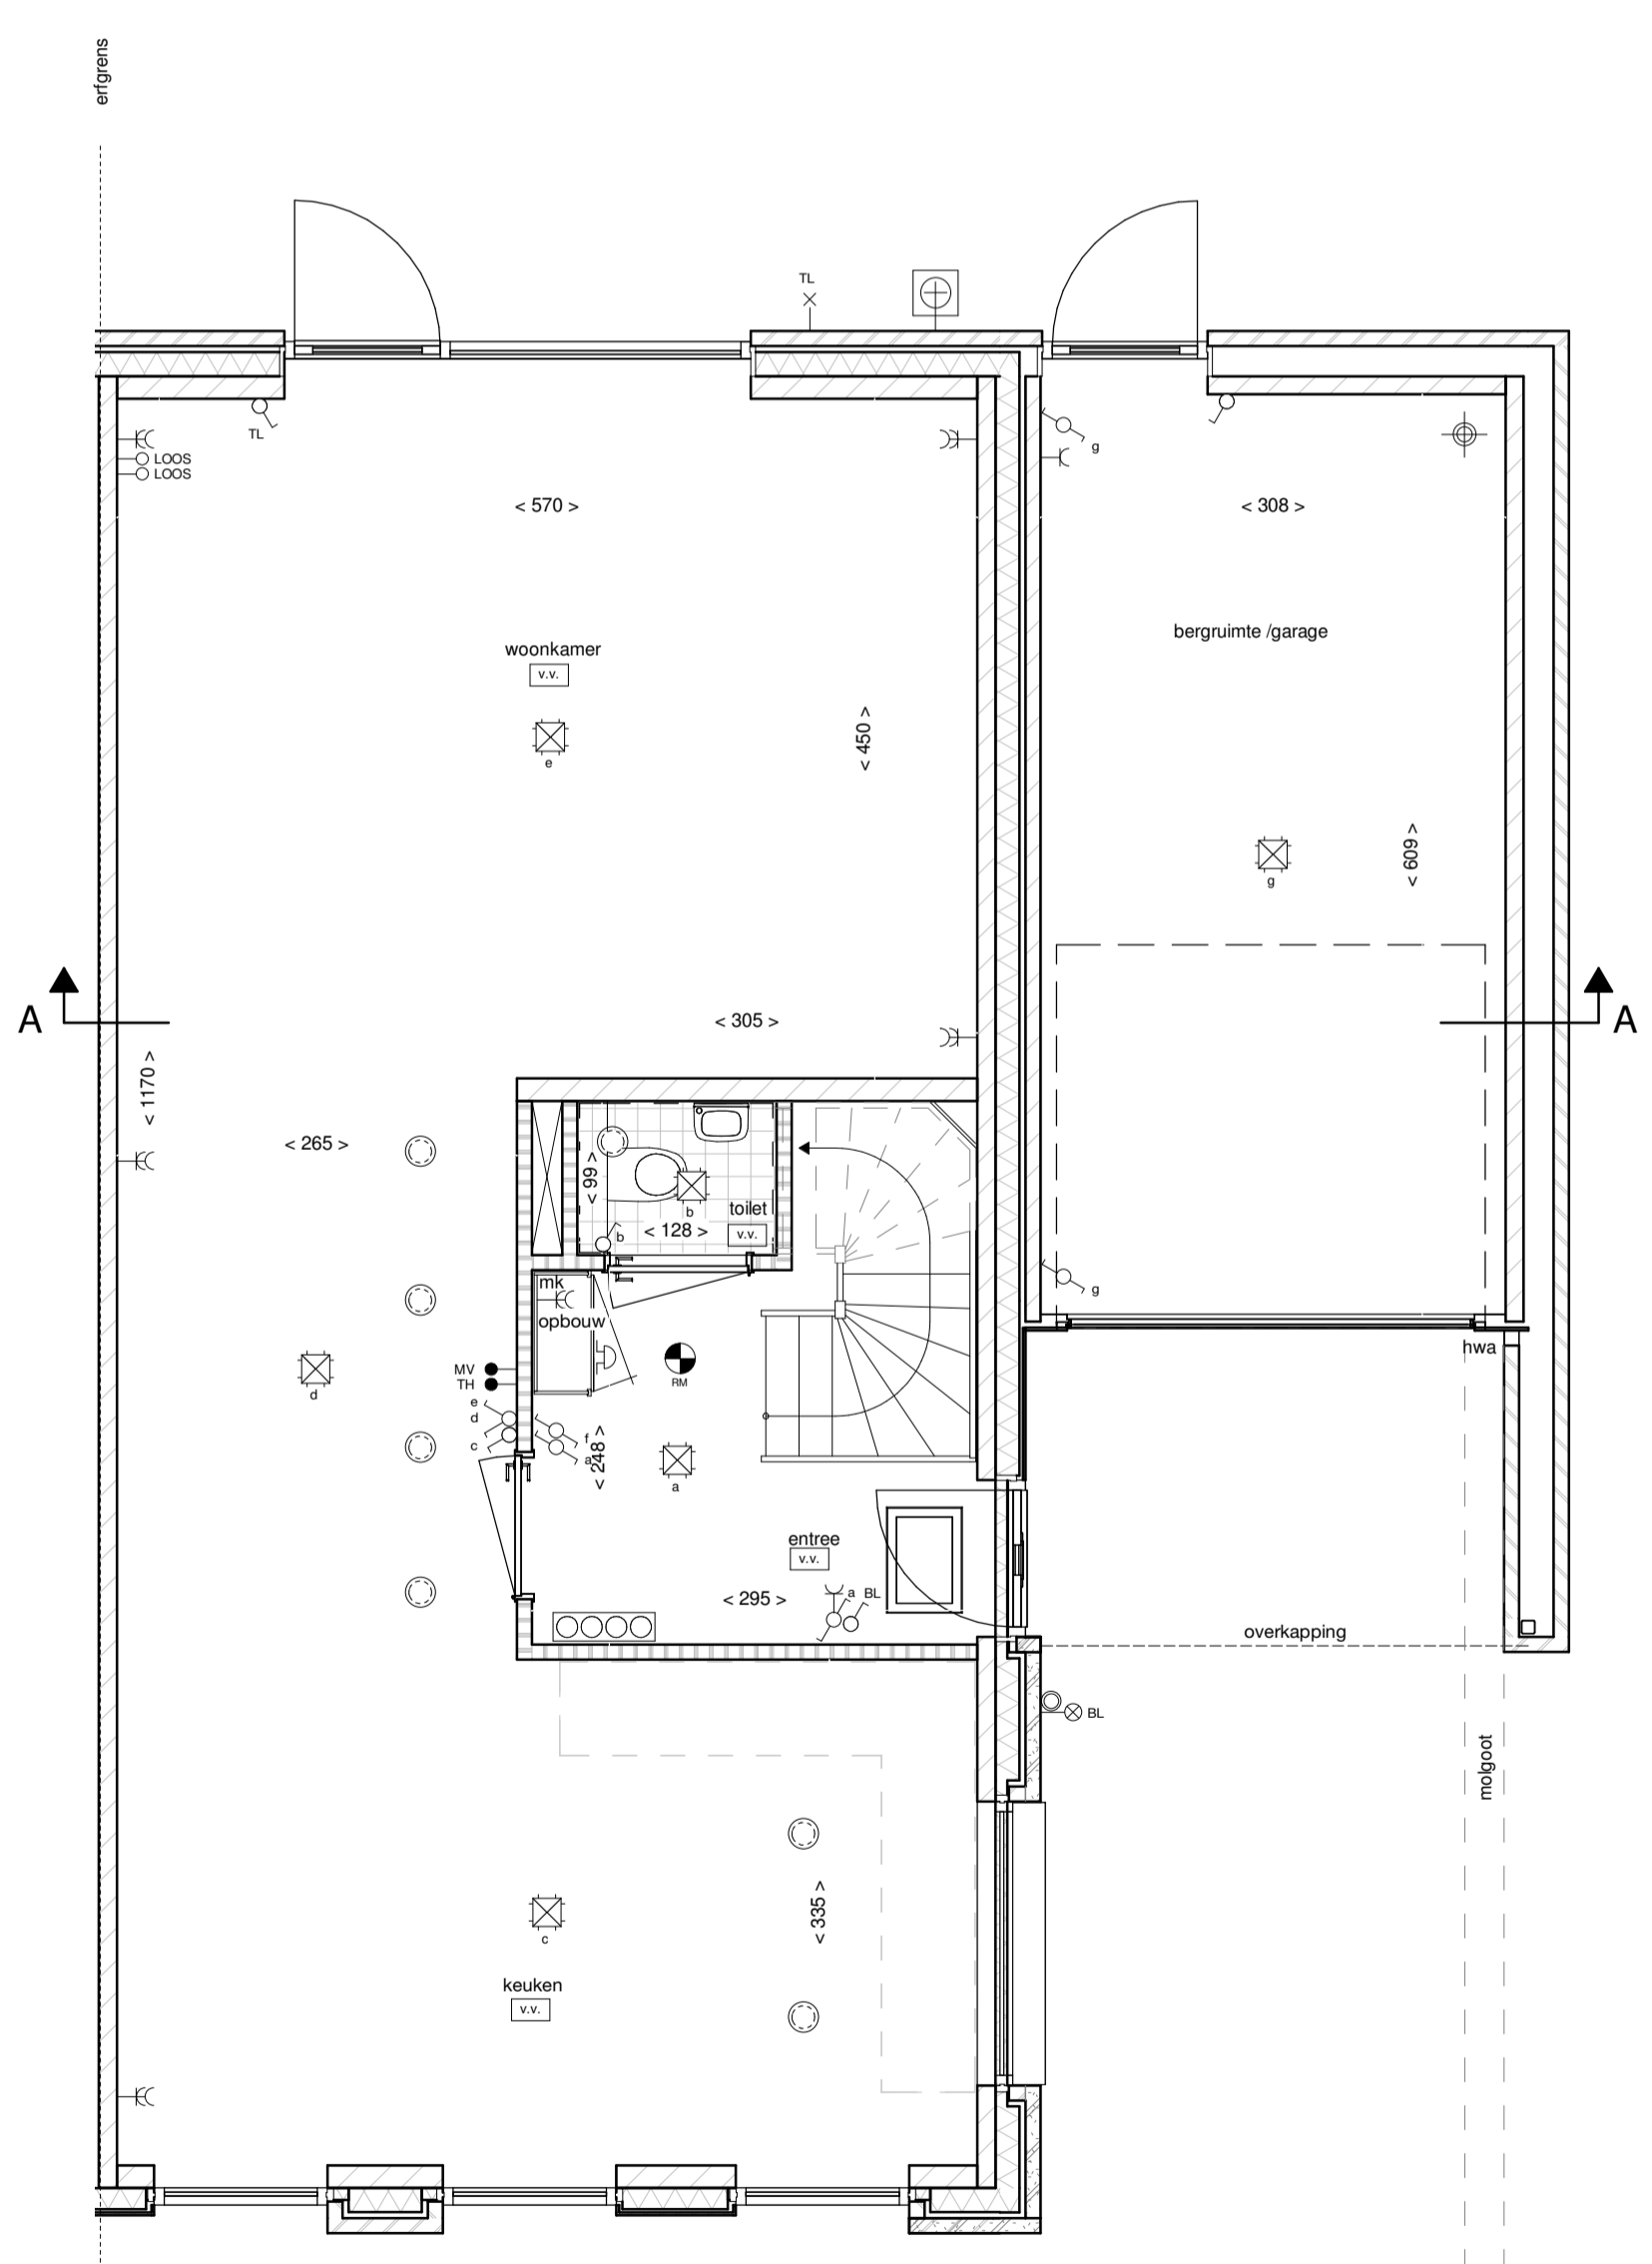 erfgrens
TL
TL
LOOS
LOOS
g
< 570 >
< 308 >
bergruimte /garage
woonkamer
v.v.
e
< 450 >
< 609 >
g
A
A
< 305 >
< 1170 >
< 265 >
< 99 >
b
toilet
< 128 >
b
v.v.
mk
opbouw
g
hwa
MV
TH
RM
d
e
d
c
f
a
< 248 >
a
entree
v.v.
< 295 >
a
BL
overkapping
BL
molgoot
< 335 >
c
keuken
v.v.